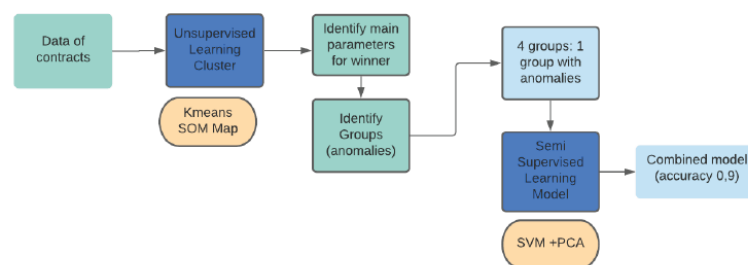 Data of
contracts
Unsupervised
Learning
Cluster
Kmeans
SOM Map
Identify main
parameters
for winner
Identify
Groups
(anomalies)
4 groups: 1
group with
anomalies
Semi
Supervised
Learning
Model
SVM +PCA
Combined model
(accuracy 0,9)